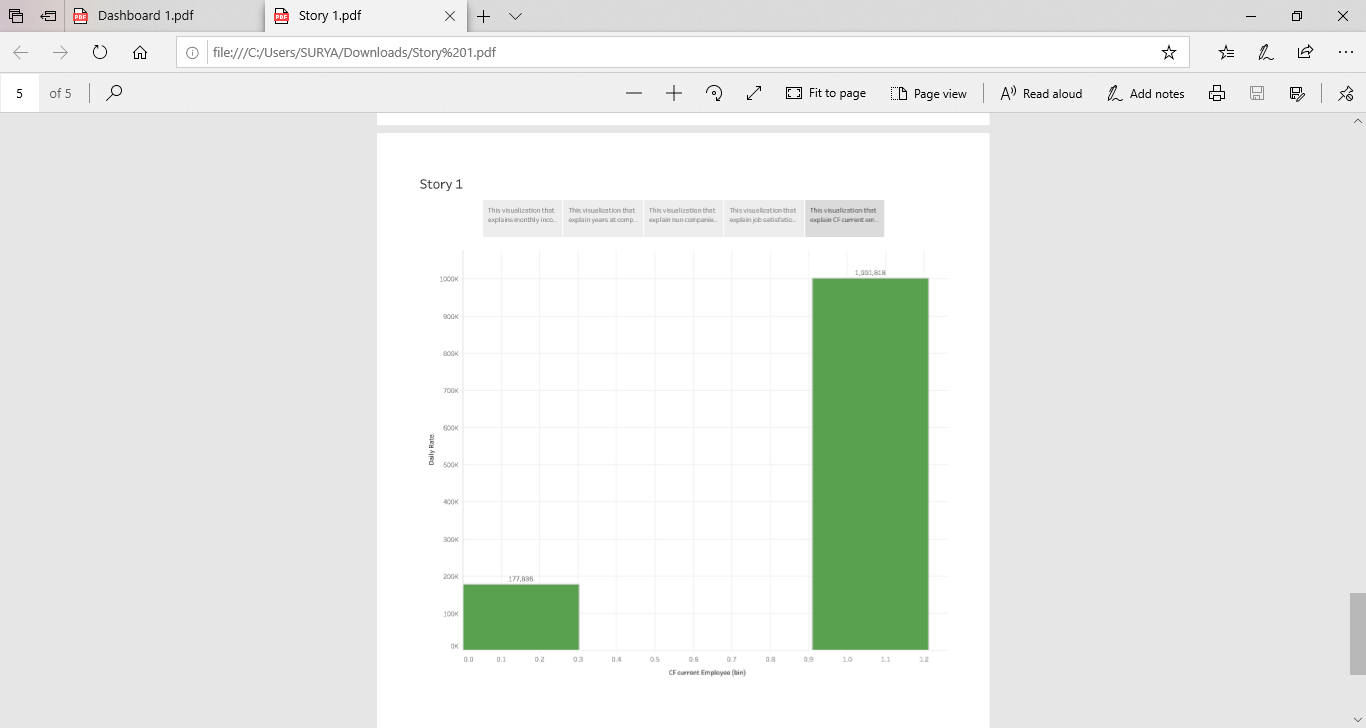 Dashboard 1.pdf
Story 1.pdf
file:///C:/Users/SURYA/Downloads/Story%201.pdf
5 of 5
Fit to page
Page view
Read aloud
Add notes
Story 1
This visualization that
explains monthly inco..
This visualization that
explain years at comp..
This visualization that
explain num companie..
This visualization that
explain job satisfatio..
This visualization that
explain CF current em..
1000K
900K
800K
700K
600K
500K
400K
300K
200K
100K
0K
Daily Rate
177,836
1,001,818
0.0 0.1 0.2 0.3 0.4 0.5 0.6 0.7 0.8 0.9 1.0 1.1 1.2
CF current Employee (bin)